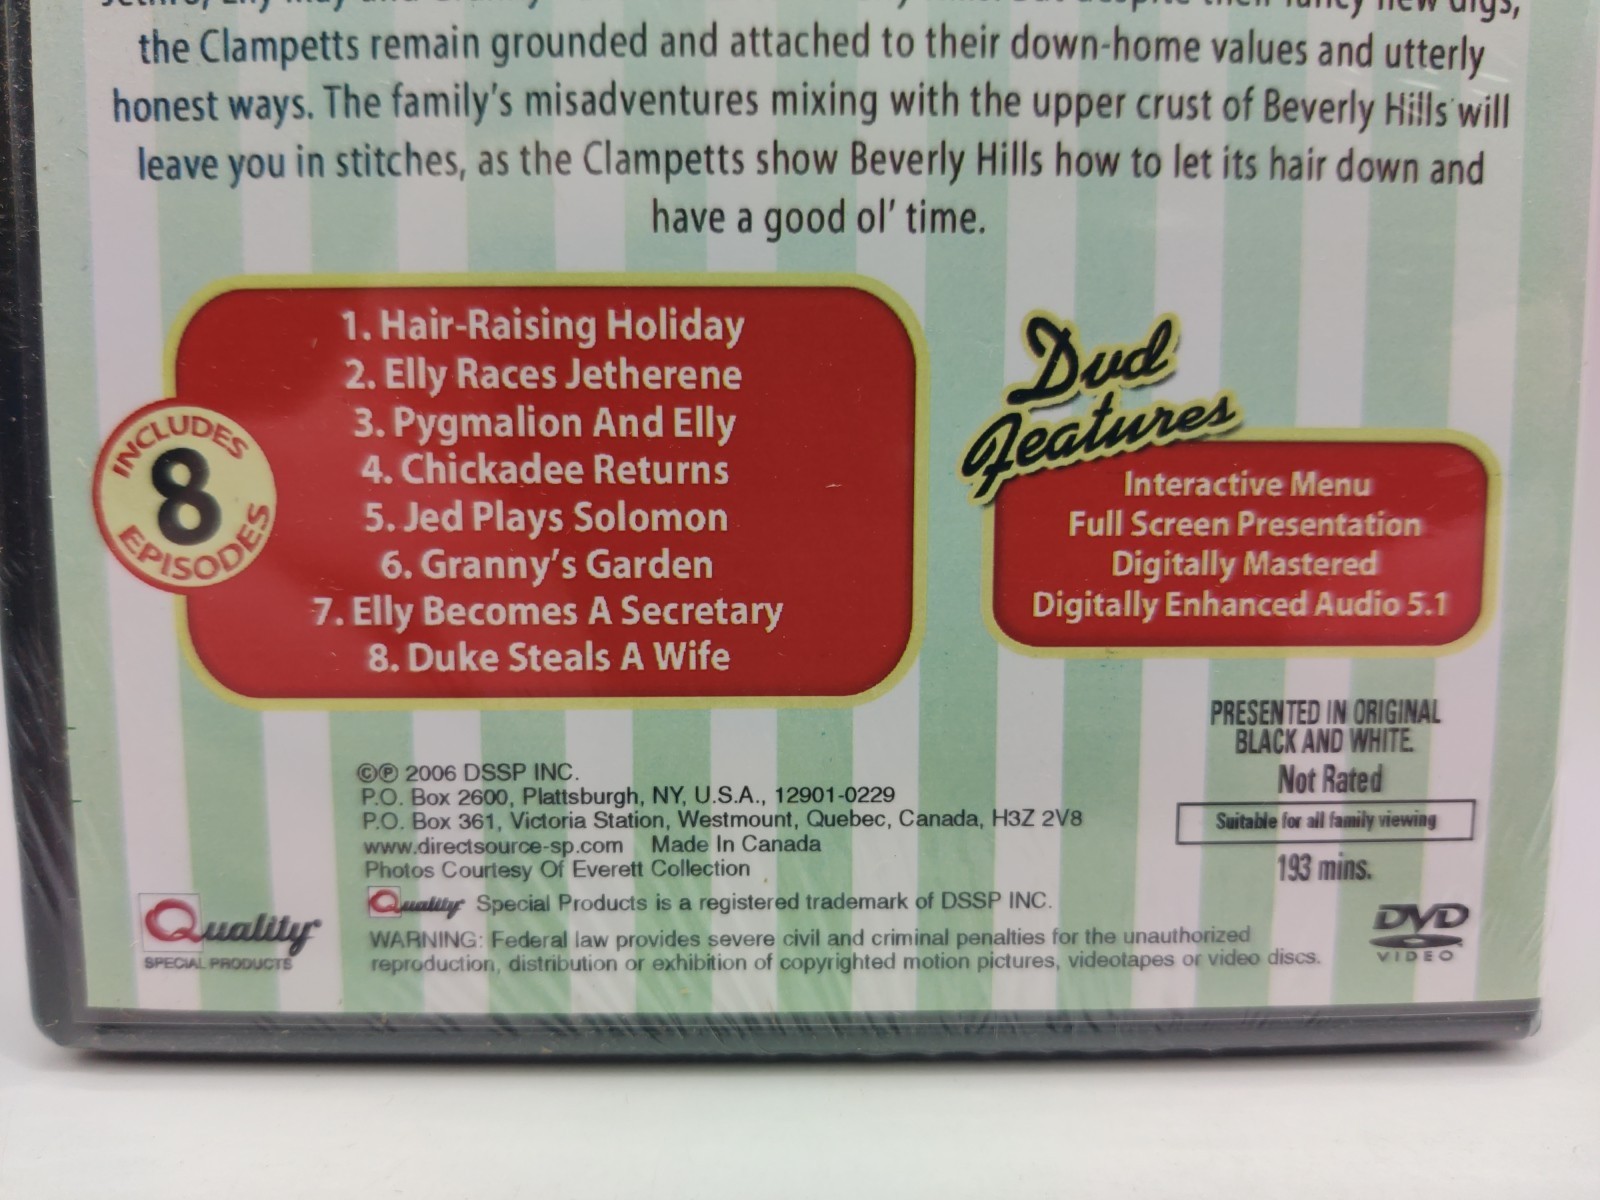 the Clampetts remain grounded and attached to their down-home values and utterly
honest ways. The family's misadventures mixing with the upper crust of Beverly Hills will
leave you in stitches, as the Clampetts show Beverly Hills how to let its hair down and
have a good ol' time.
INCLUDES
8
EPISODES
1. Hair-Raising Holiday
2. Elly Races Jetherene
3. Pygmalion And Elly
4. Chickadee Returns
5. Jed Plays Solomon
6. Granny's Garden
7. Elly Becomes A Secretary
8. Duke Steals A Wife
Dvd
Features
Interactive Menu
Full Screen Presentation
Digitally Mastered
Digitally Enhanced Audio 5.1
PRESENTED IN ORIGINAL
BLACK AND WHITE.
Not Rated
Suitable for all family viewing
193 mins.
©℗ 2006 DSSP INC.
P.O. Box 2600, Plattsburgh, NY, U.S.A., 12901-0229
P.O. Box 361, Victoria Station, Westmount, Quebec, Canada, H3Z 2V8
www.directsource-sp.com Made In Canada
Photos Courtesy Of Everett Collection
Quality Special Products is a registered trademark of DSSP INC.
WARNING: Federal law provides severe civil and criminal penalties for the unauthorized
reproduction, distribution or exhibition of copyrighted motion pictures, videotapes or video discs.
Quality
SPECIAL PRODUCTS
DVD
VIDEO